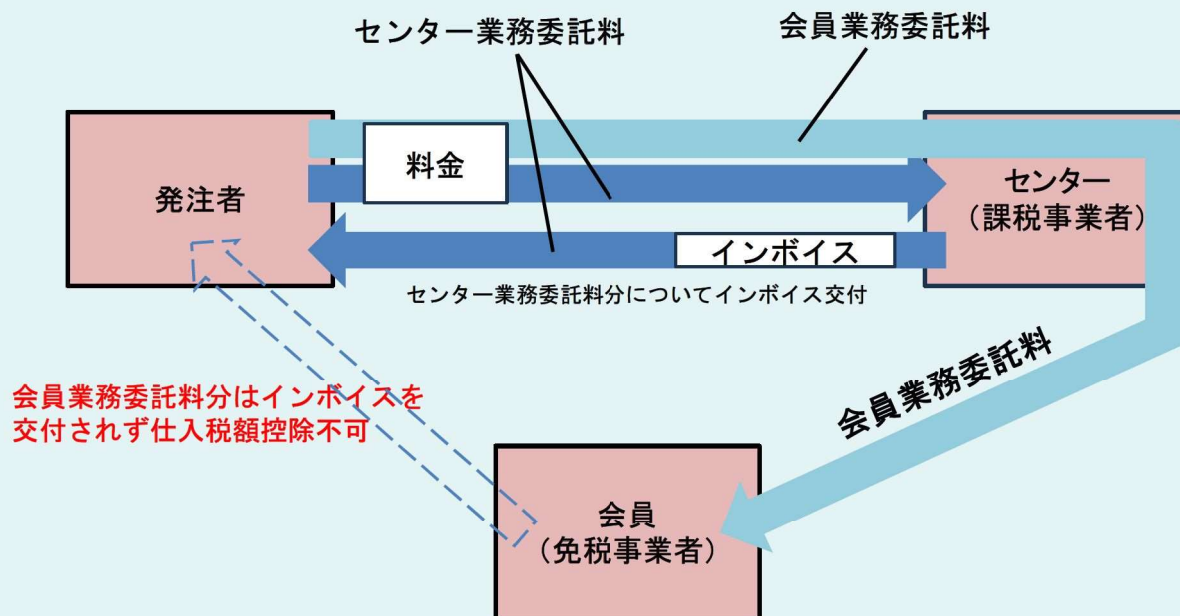 センター業務委託料
会員業務委託料
発注者
料金
センター
（課税事業者）
インボイス
センター業務委託料分についてインボイス交付
会員業務委託料
会員業務委託料分はインボイスを
交付されず仕入税額控除不可
会員
（免税事業者）